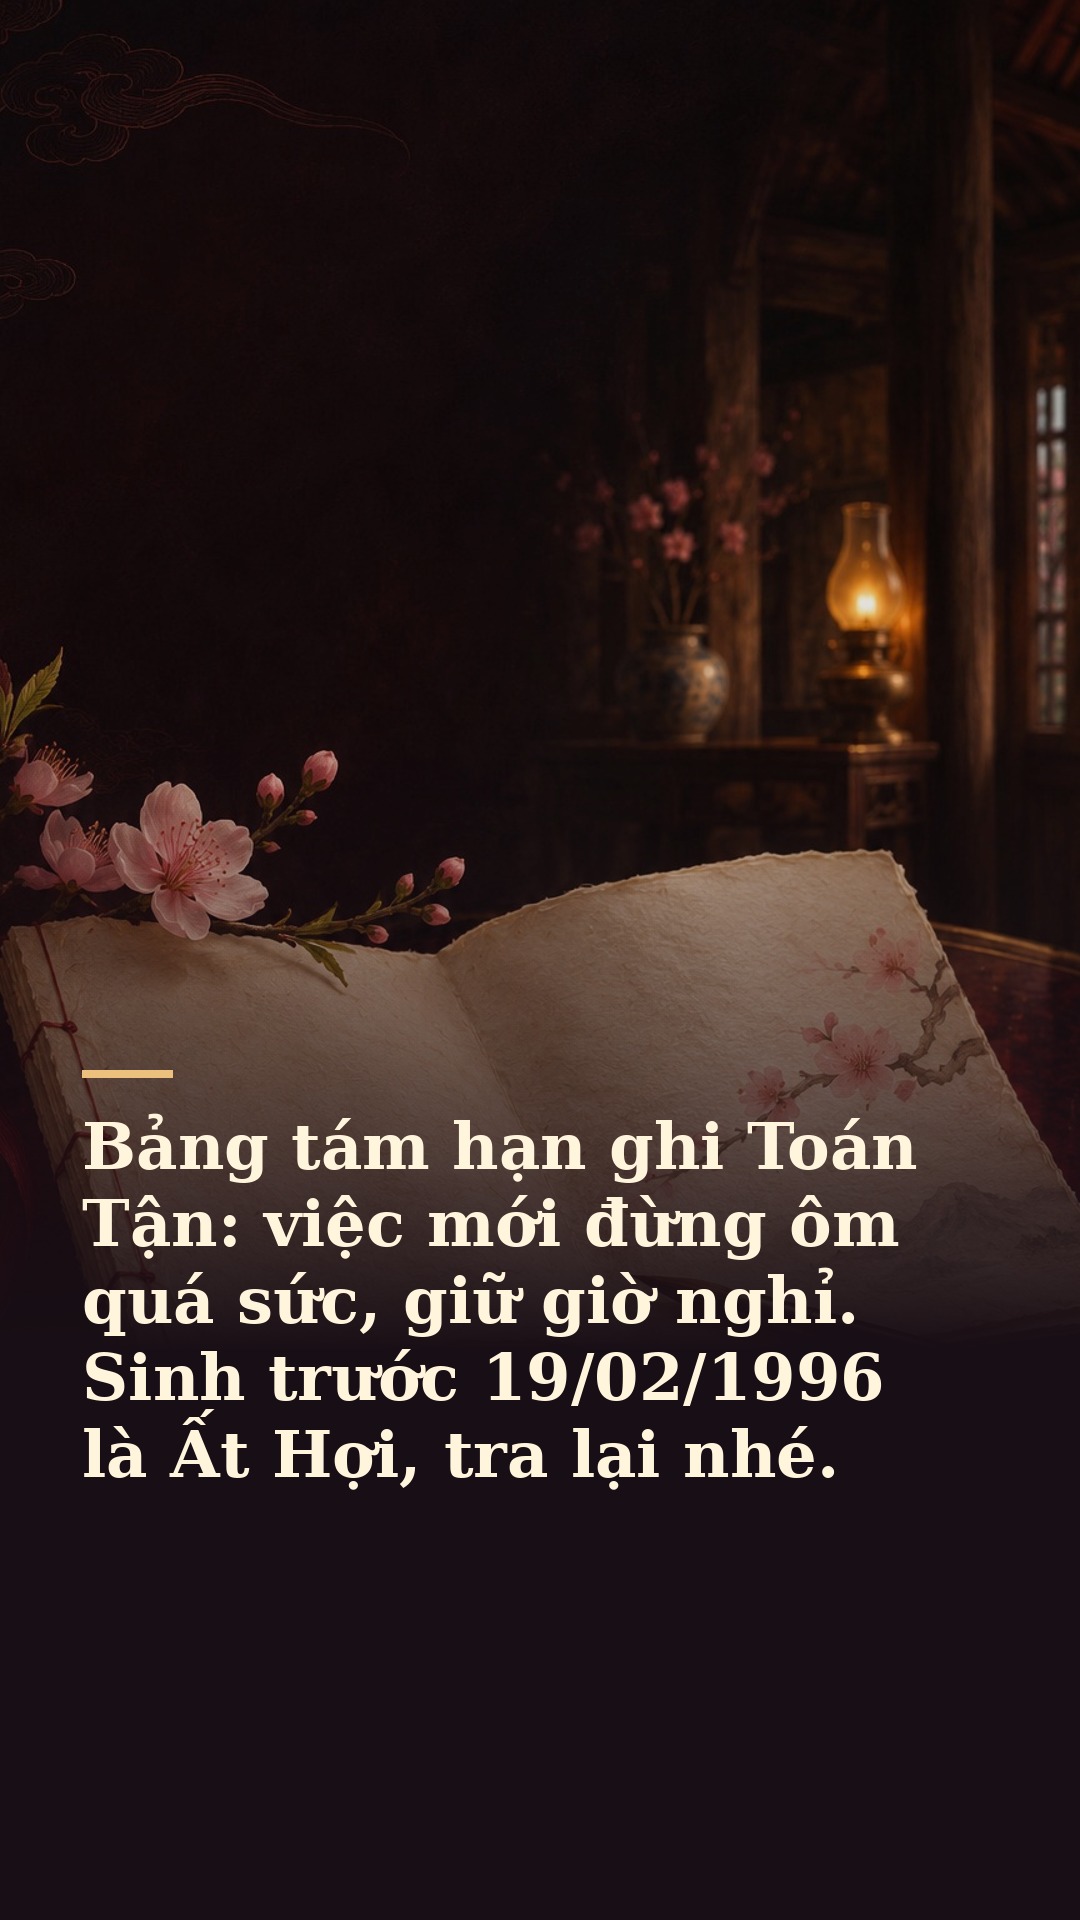 Bảng tám hạn ghi Toán
Tận: việc mới đừng ôm
quá sức, giữ giờ nghỉ.
Sinh trước 19/02/1996
là Ất Hợi, tra lại nhé.